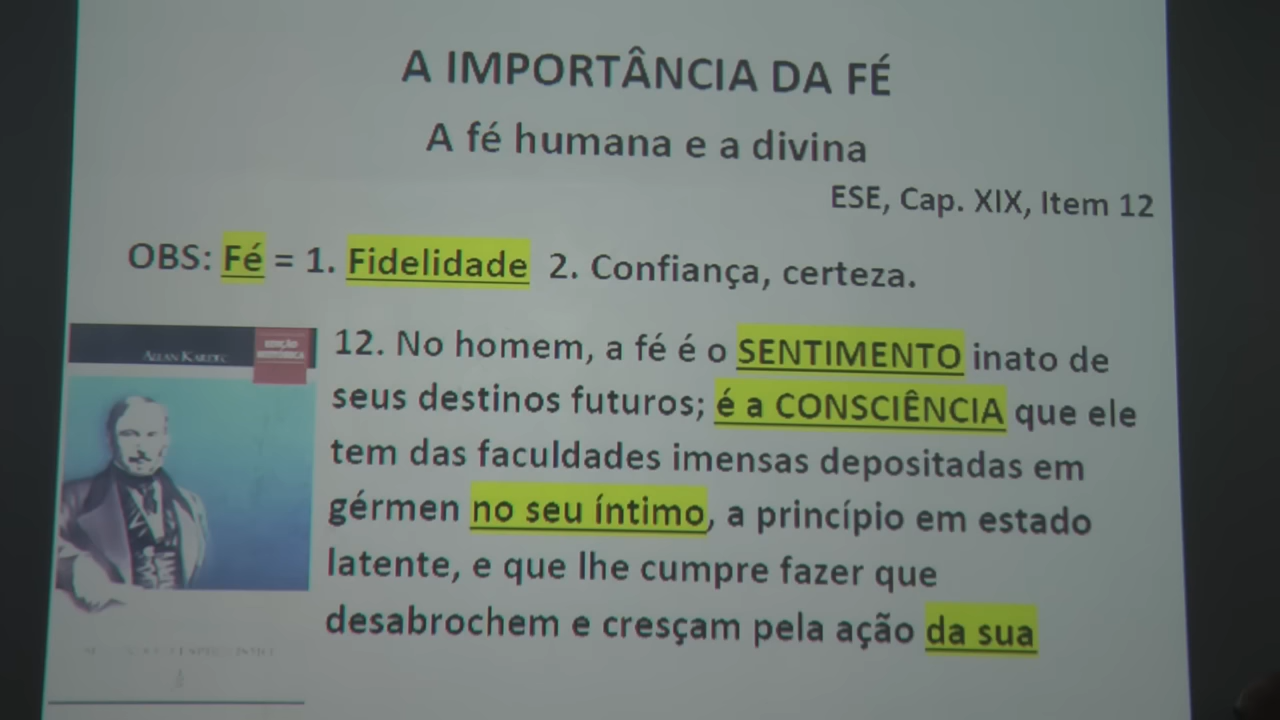 A IMPORTÂNCIA DA FÉ
A fé humana e a divina
ESE, Cap. XIX, Item 12
OBS: Fé = 1. Fidelidade 2. Confiança, certeza.
ALLAN KARDEC
EDIÇÃO
HISTÓRICA
12. No homem, a fé é o SENTIMENTO inato de
seus destinos futuros; é a CONSCIÊNCIA que ele
tem das faculdades imensas depositadas em
gérmen no seu íntimo, a princípio em estado
latente, e que lhe cumpre fazer que
desabrochem e cresçam pela ação da sua